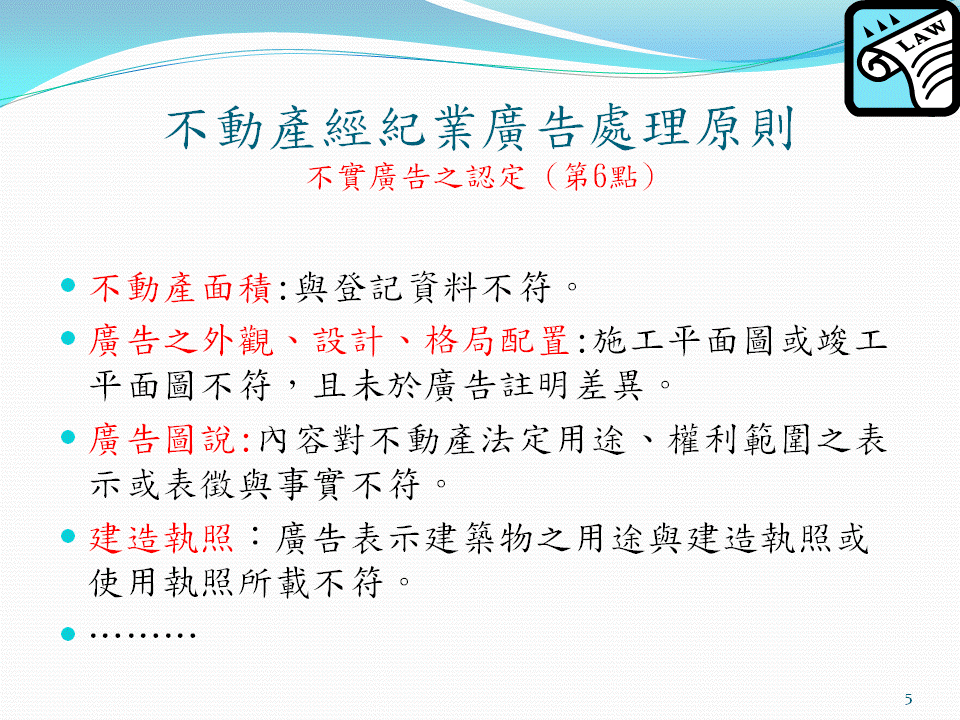 LAW
不動產經紀業廣告處理原則
不實廣告之認定（第6點）
不動產面積:與登記資料不符。
廣告之外觀、設計、格局配置:施工平面圖或竣工
平面圖不符，且未於廣告註明差異。
廣告圖說:內容對不動產法定用途、權利範圍之表
示或表徵與事實不符。
建造執照：廣告表示建築物之用途與建造執照或
使用執照所載不符。
………
5